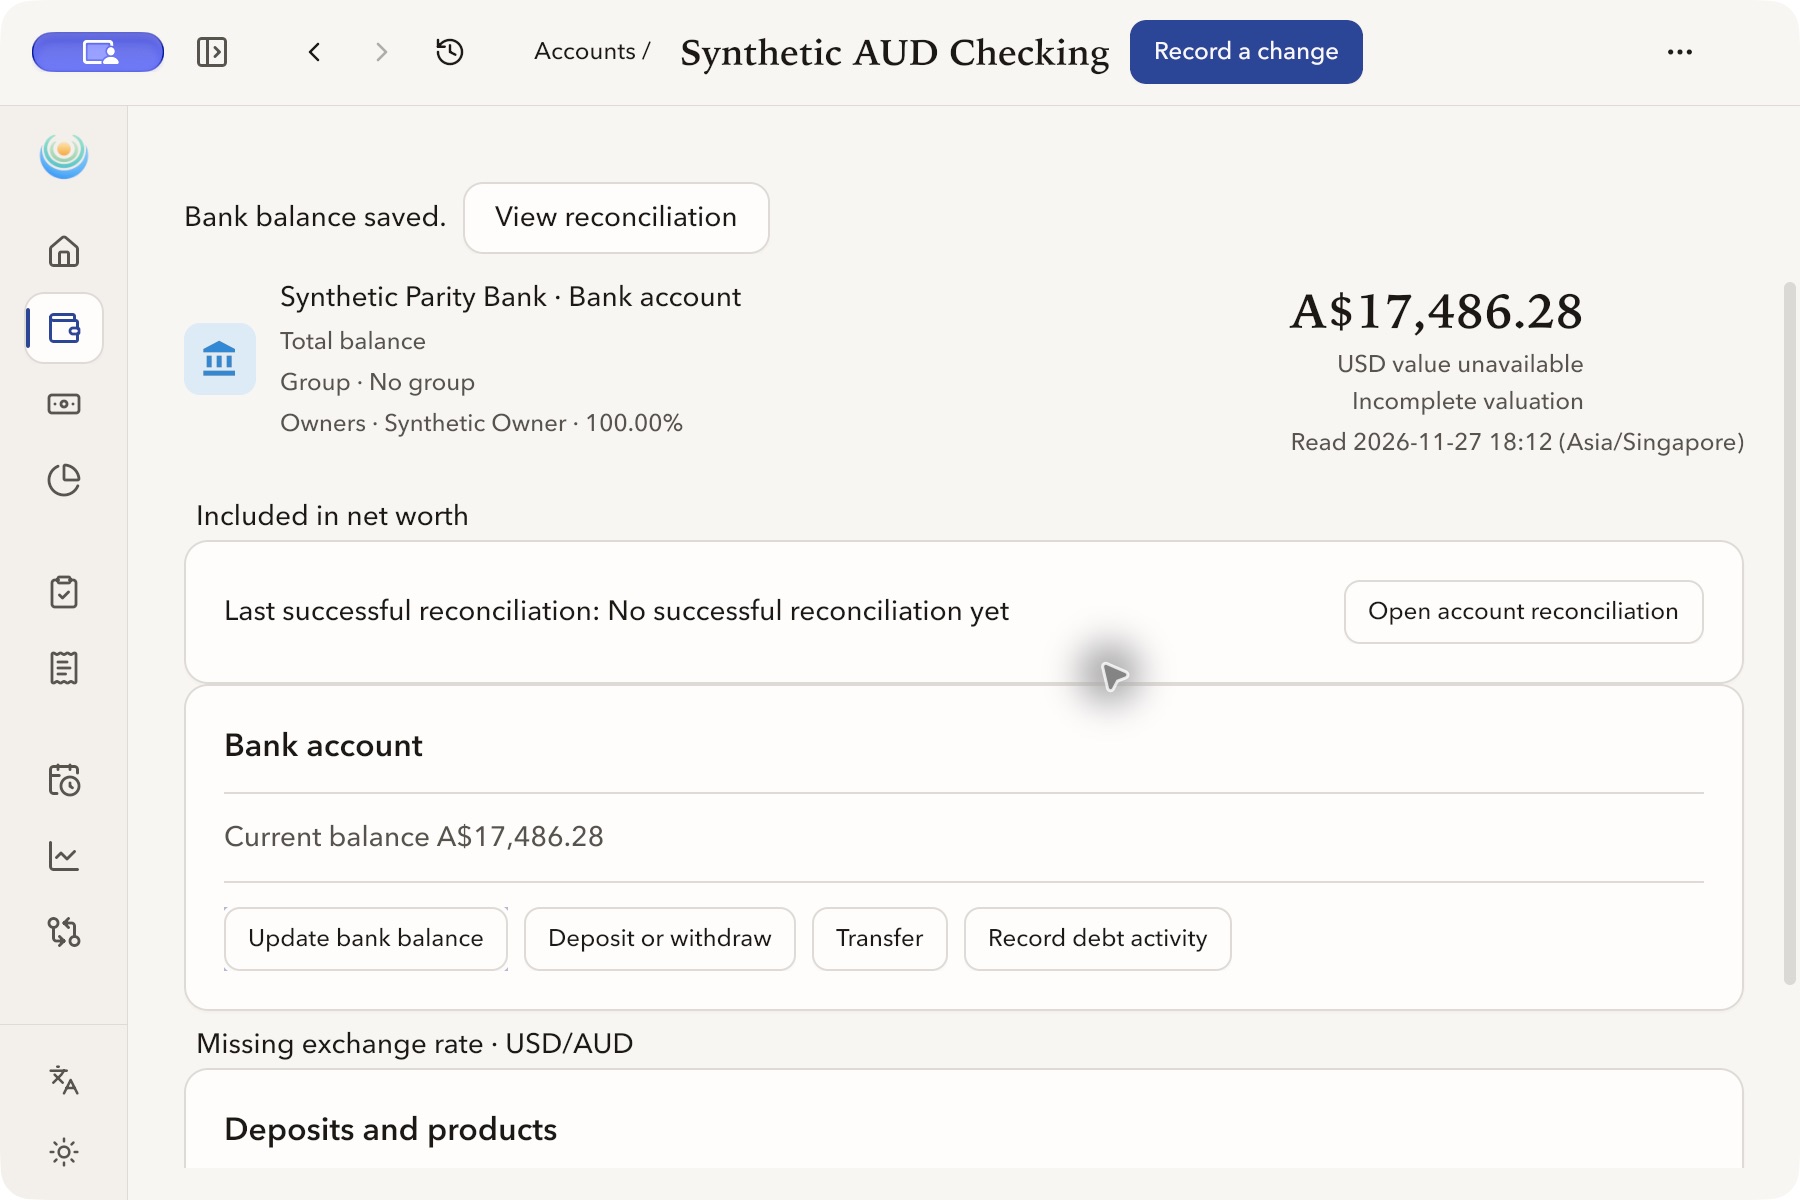 Accounts / Synthetic AUD Checking Record a change
Bank balance saved. View reconciliation
Synthetic Parity Bank · Bank account
Total balance
Group · No group
Owners · Synthetic Owner · 100.00%
A$17,486.28
USD value unavailable
Incomplete valuation
Read 2026-11-27 18:12 (Asia/Singapore)
Included in net worth
Last successful reconciliation: No successful reconciliation yet Open account reconciliation
Bank account
Current balance A$17,486.28
Update bank balance Deposit or withdraw Transfer Record debt activity
Missing exchange rate · USD/AUD
Deposits and products